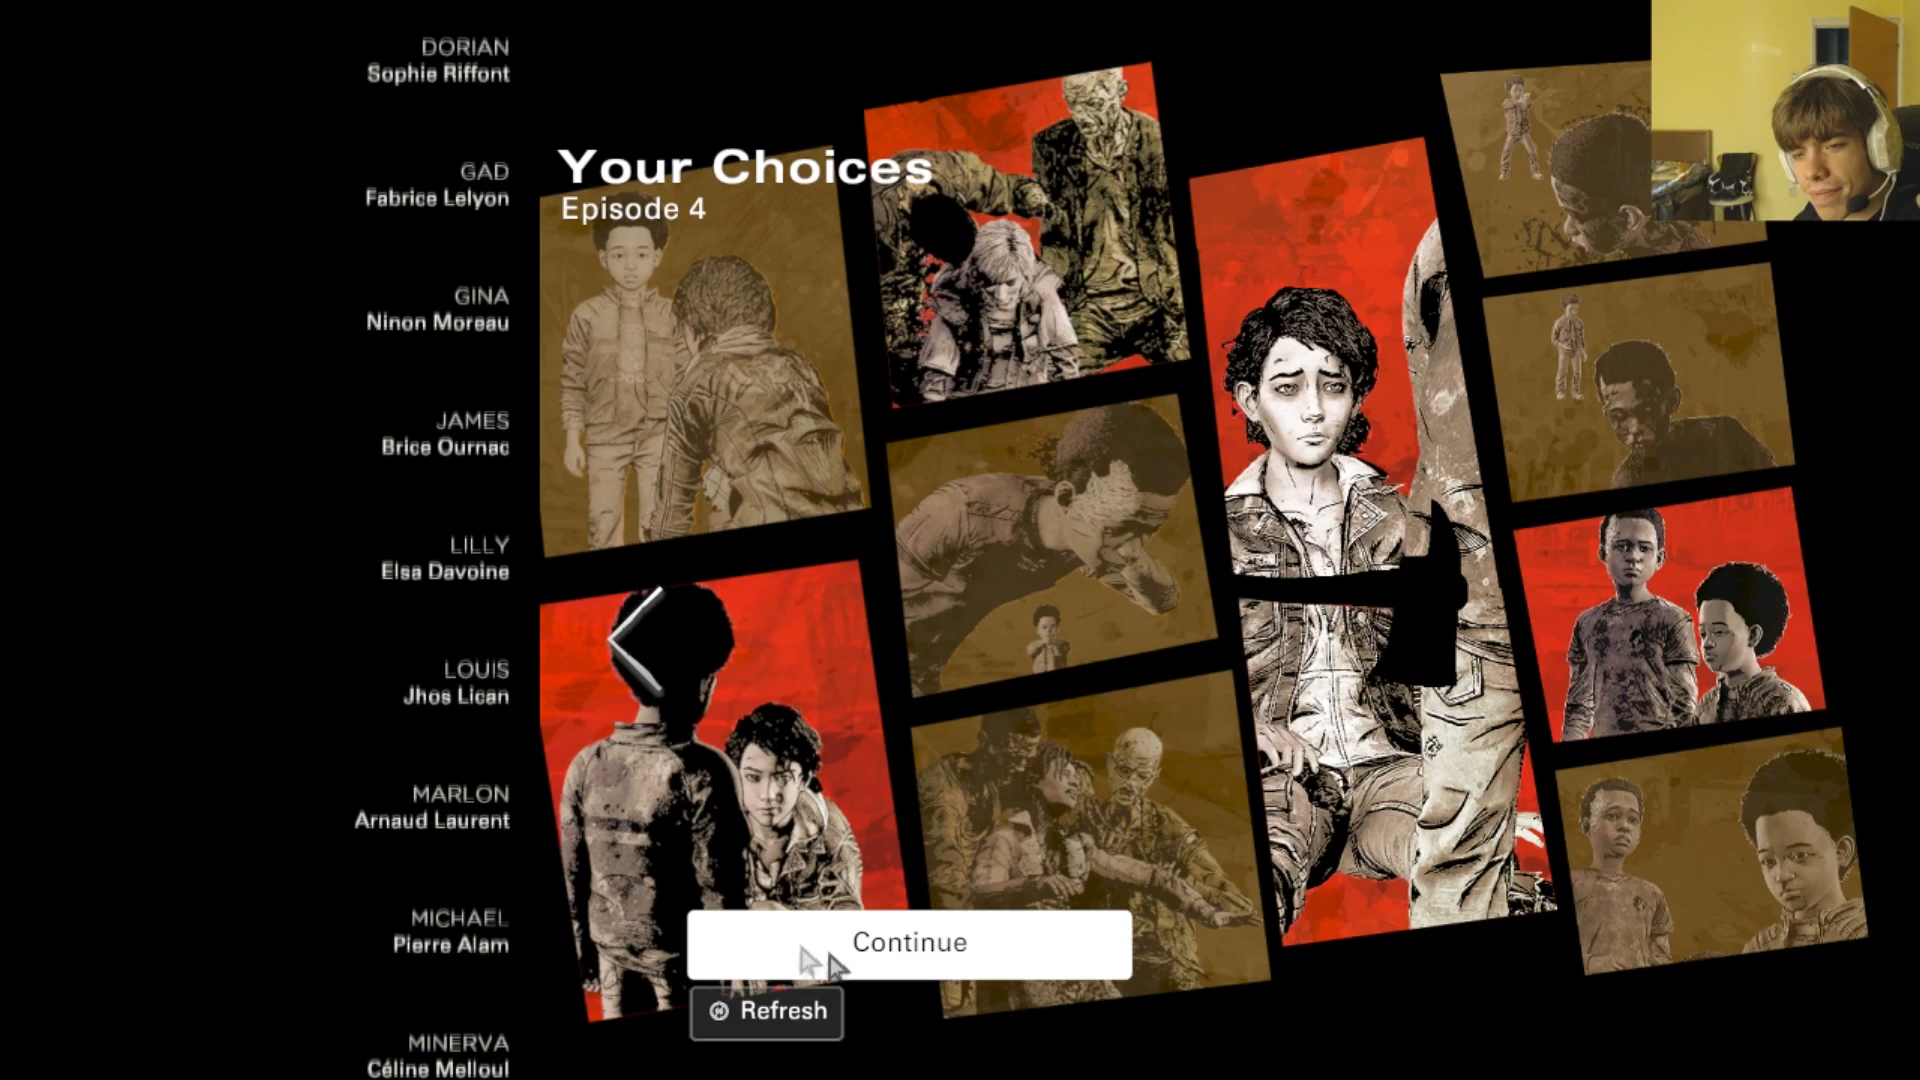 DORIAN
Sophie Riffont
GAD
Fabrice Lelyon
GINA
Ninon Moreau
JAMES
Brice Ournac
LILLY
Elsa Davoine
LOUIS
Jhos Lican
MARLON
Arnaud Laurent
MICHAEL
Pierre Alam
MINERVA
Céline Melloul
Your Choices
Episode 4
Continue
Refresh